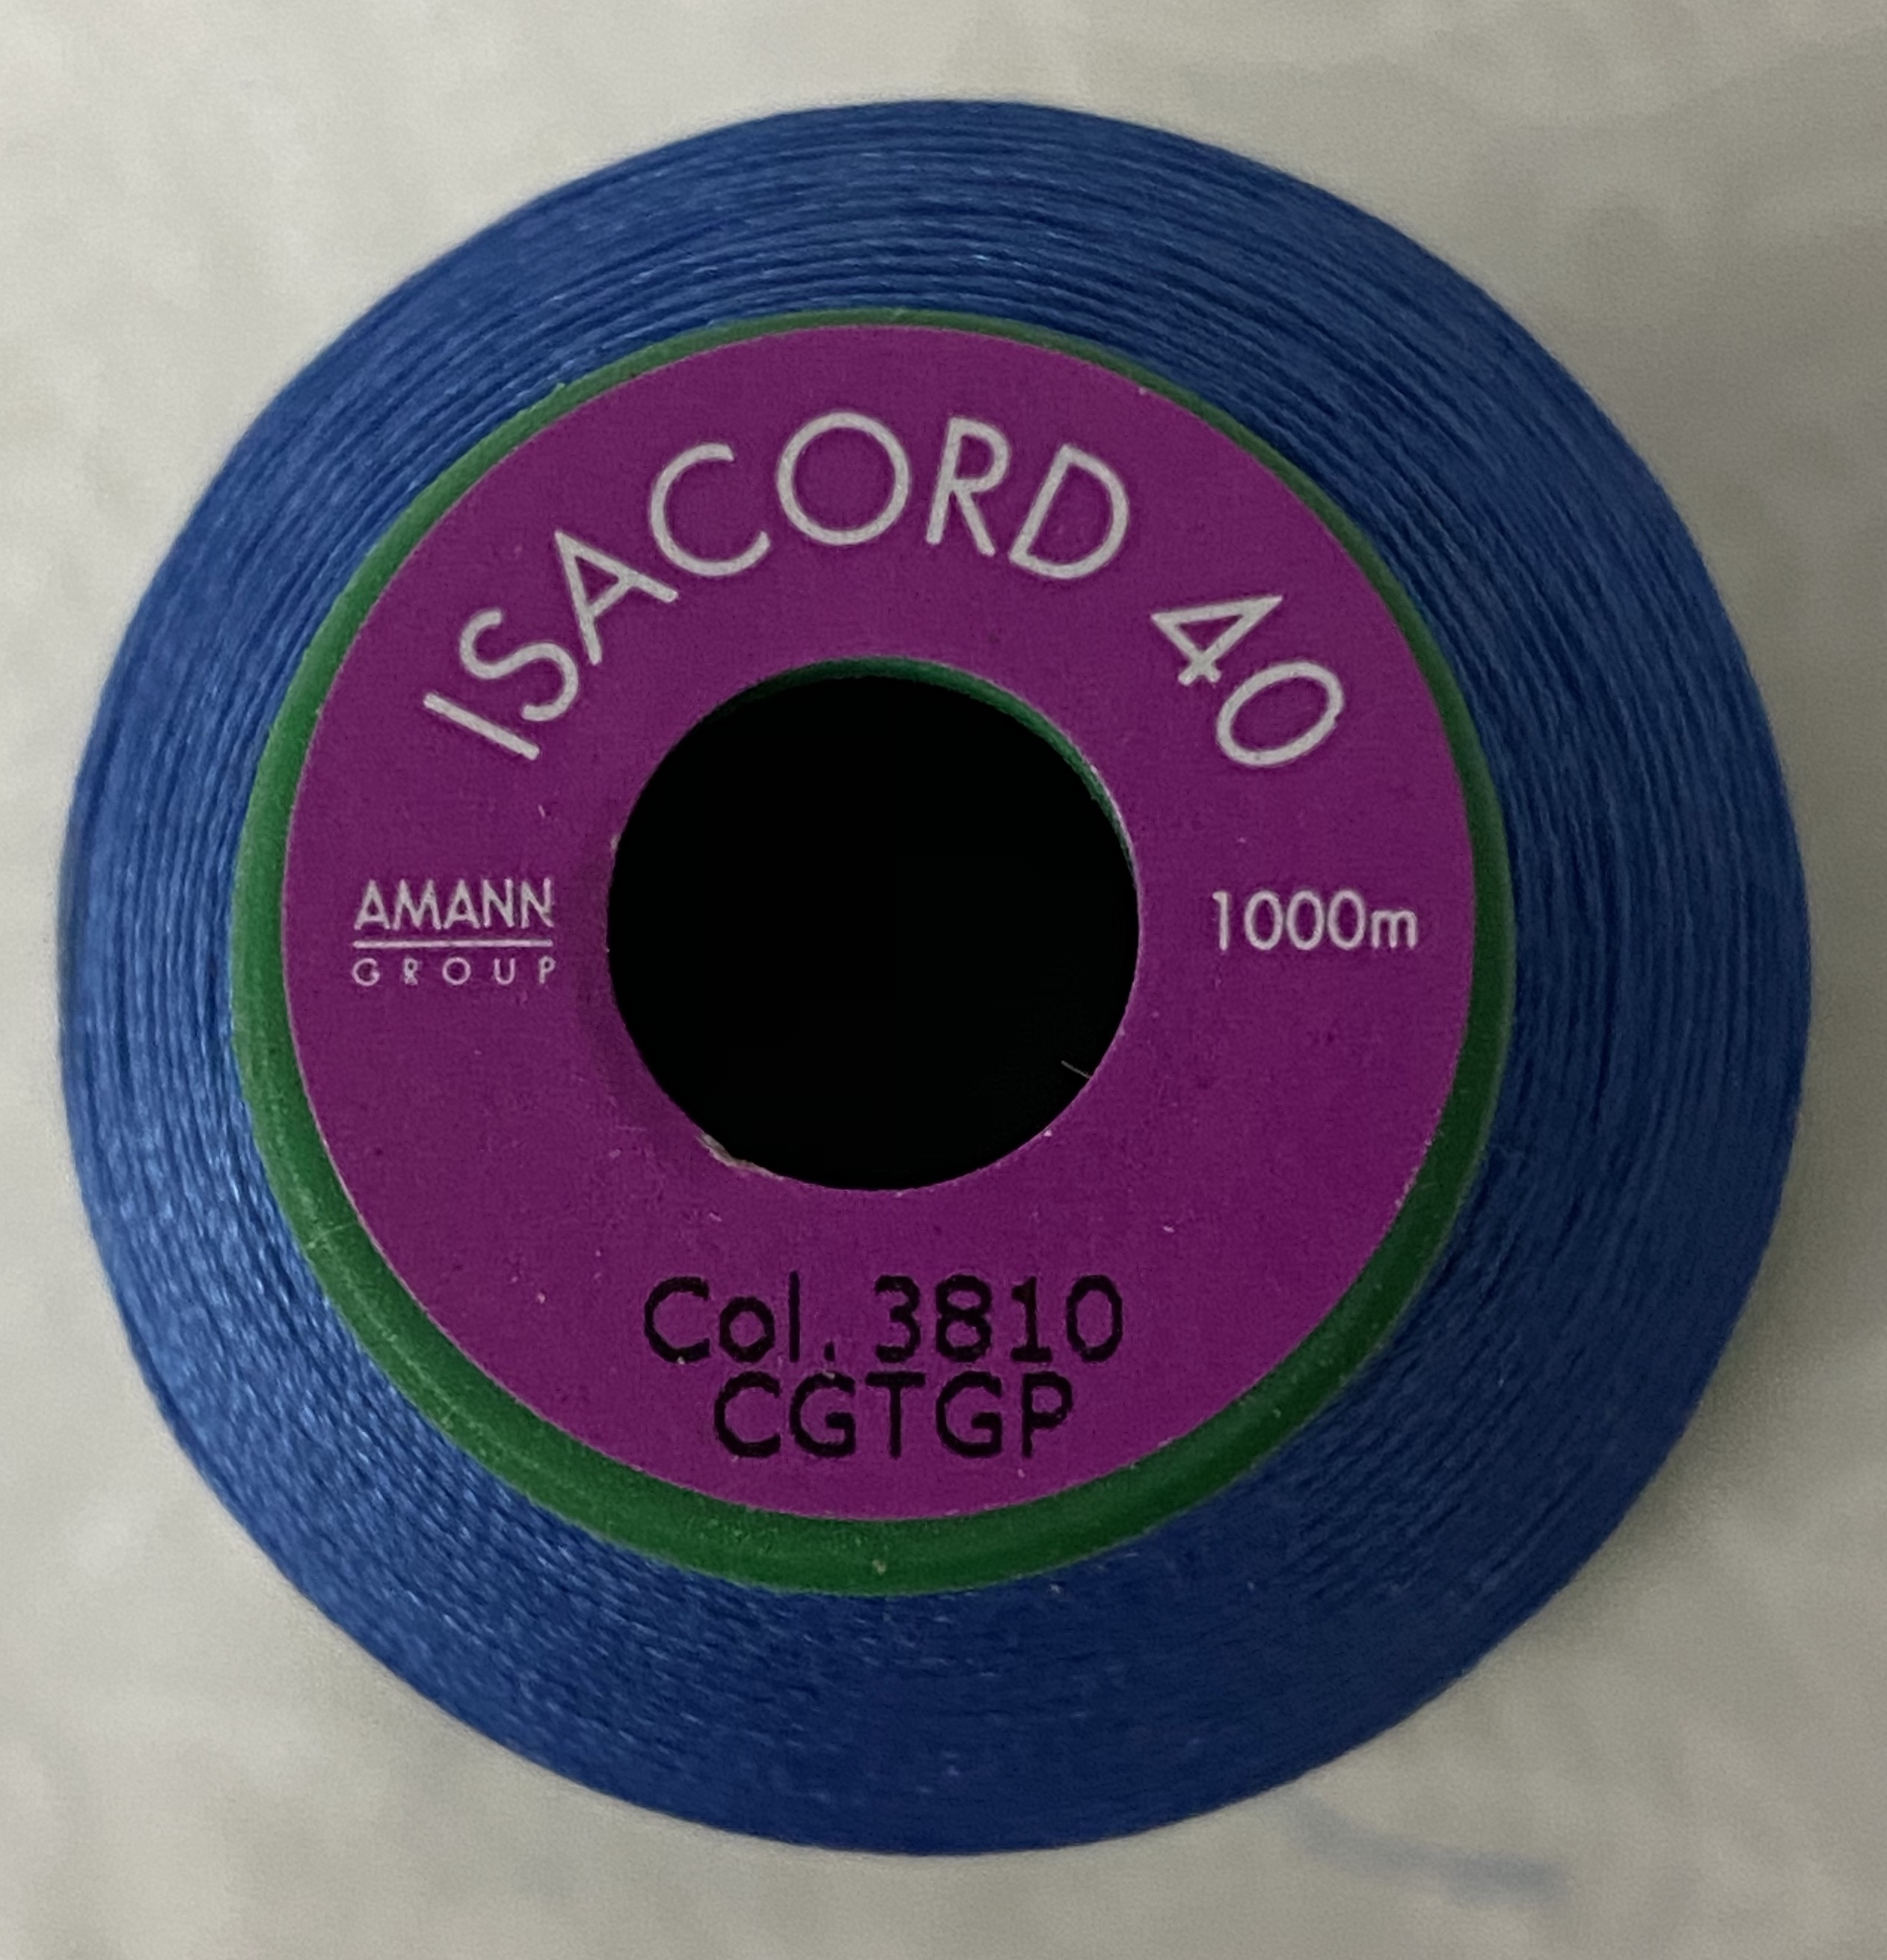 ISACORD 40
AMANN
GROUP
1000m
Col. 3810
CGTGP